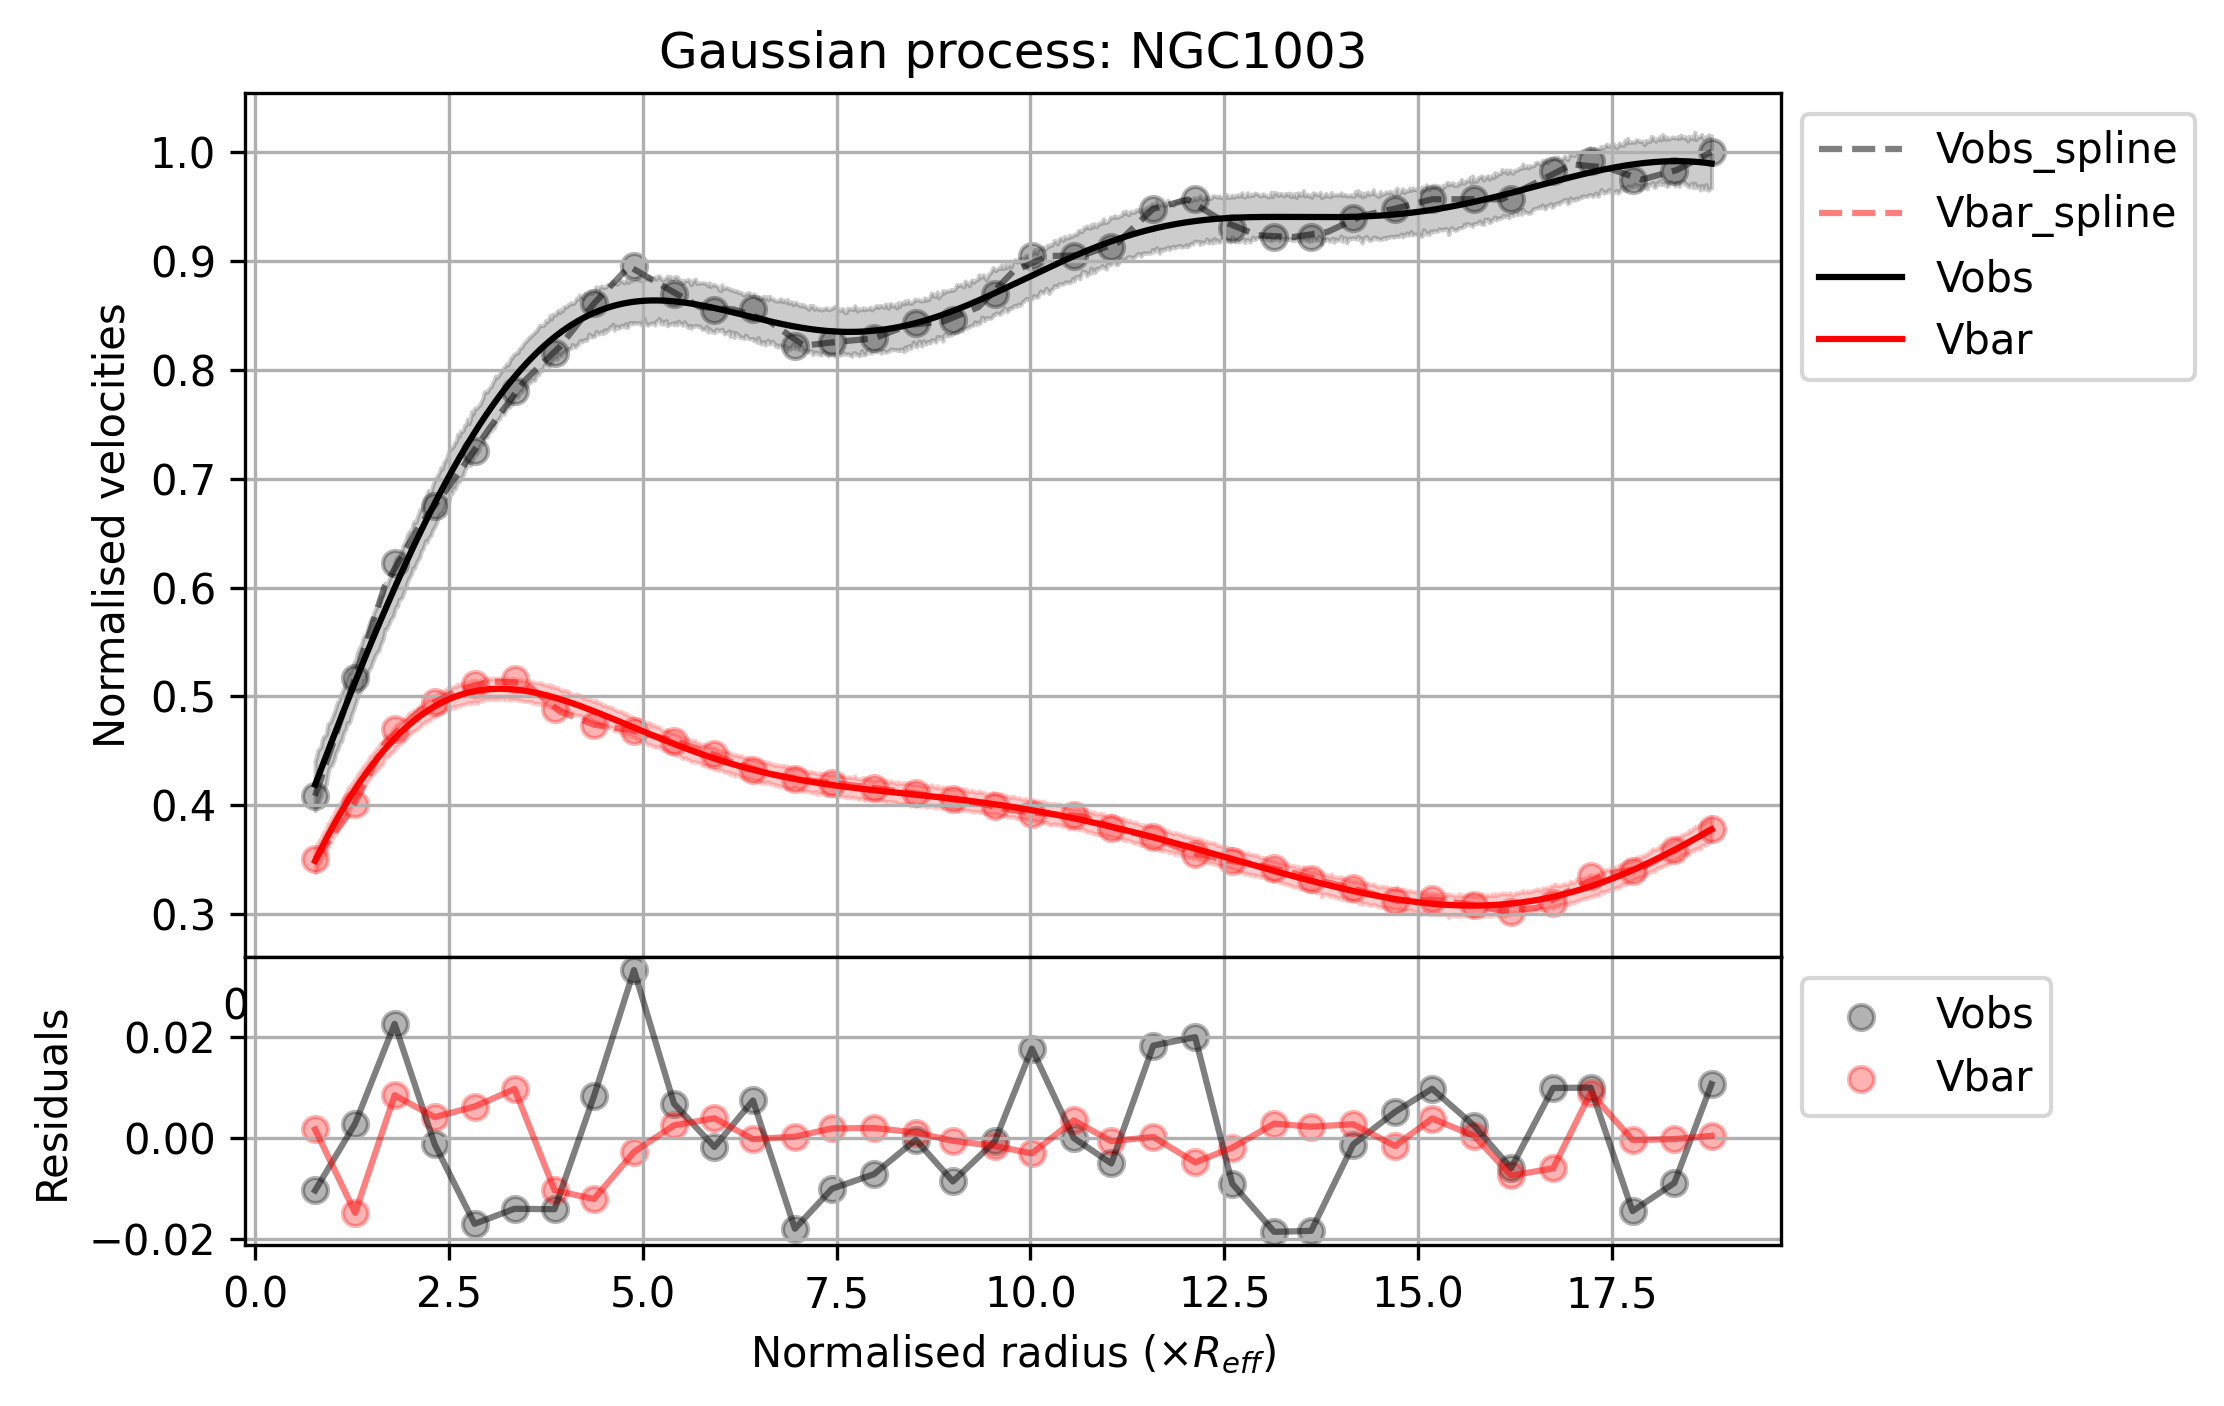 Gaussian process: NGC1003
1.0
0.9
0.8
0.7
0.6
0.5
0.4
0.3
Normalised velocities
Vobs_spline
Vbar_spline
Vobs
Vbar
0
0.02
0.00
−0.02
Residuals
Vobs
Vbar
0.0 2.5 5.0 7.5 10.0 12.5 15.0 17.5
Normalised radius (×R_eff)